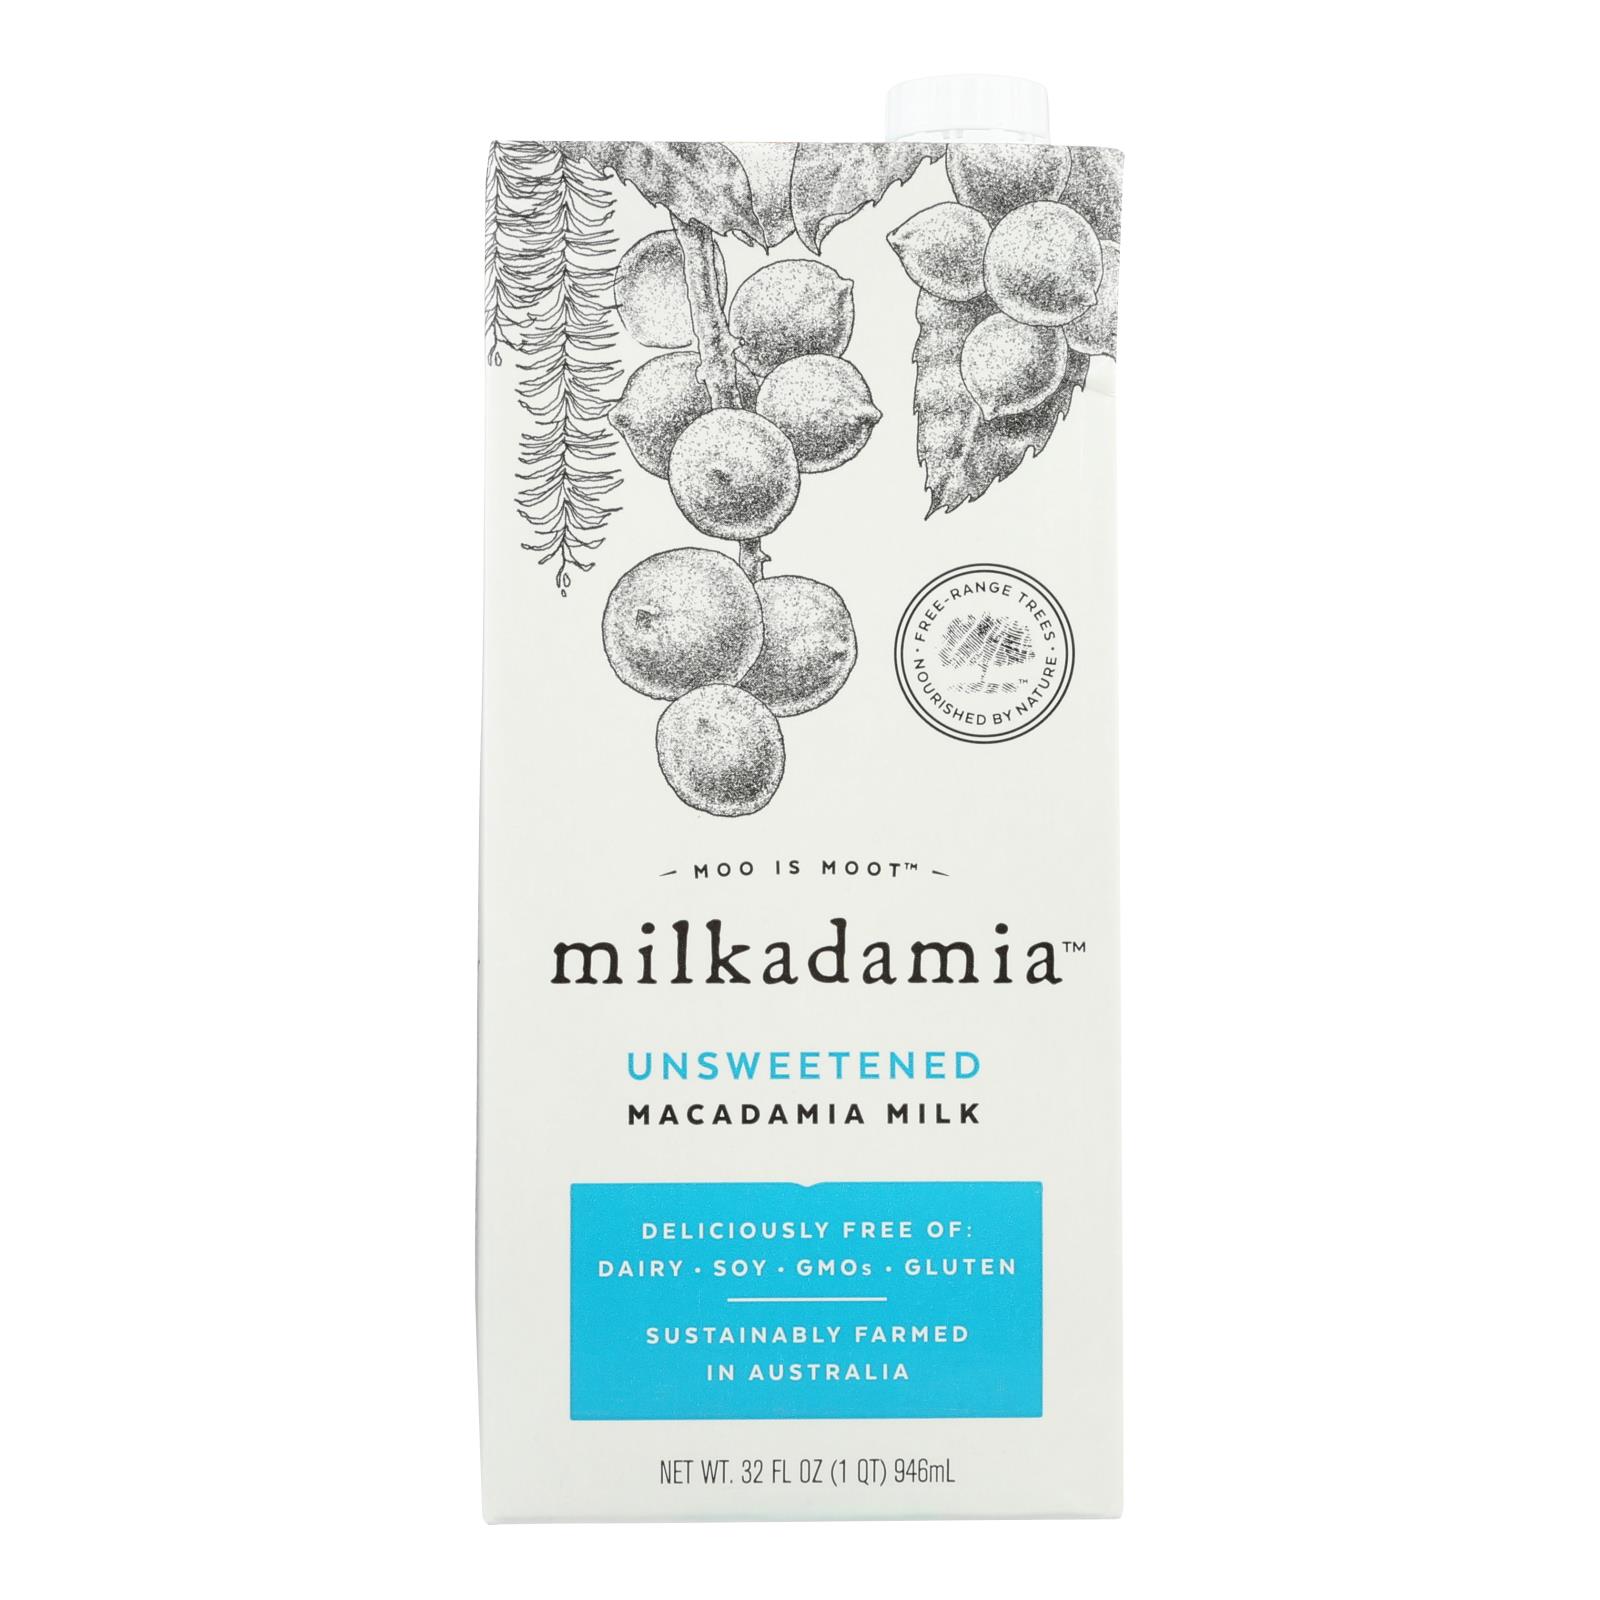 • FREE-RANGE TREES •
NOURISHED BY NATURE
™
MOO IS MOOT™
milkadamia™
UNSWEETENED
MACADAMIA MILK
DELICIOUSLY FREE OF:
DAIRY • SOY • GMOs • GLUTEN
SUSTAINABLY FARMED
IN AUSTRALIA
NET WT. 32 FL OZ (1 QT) 946mL